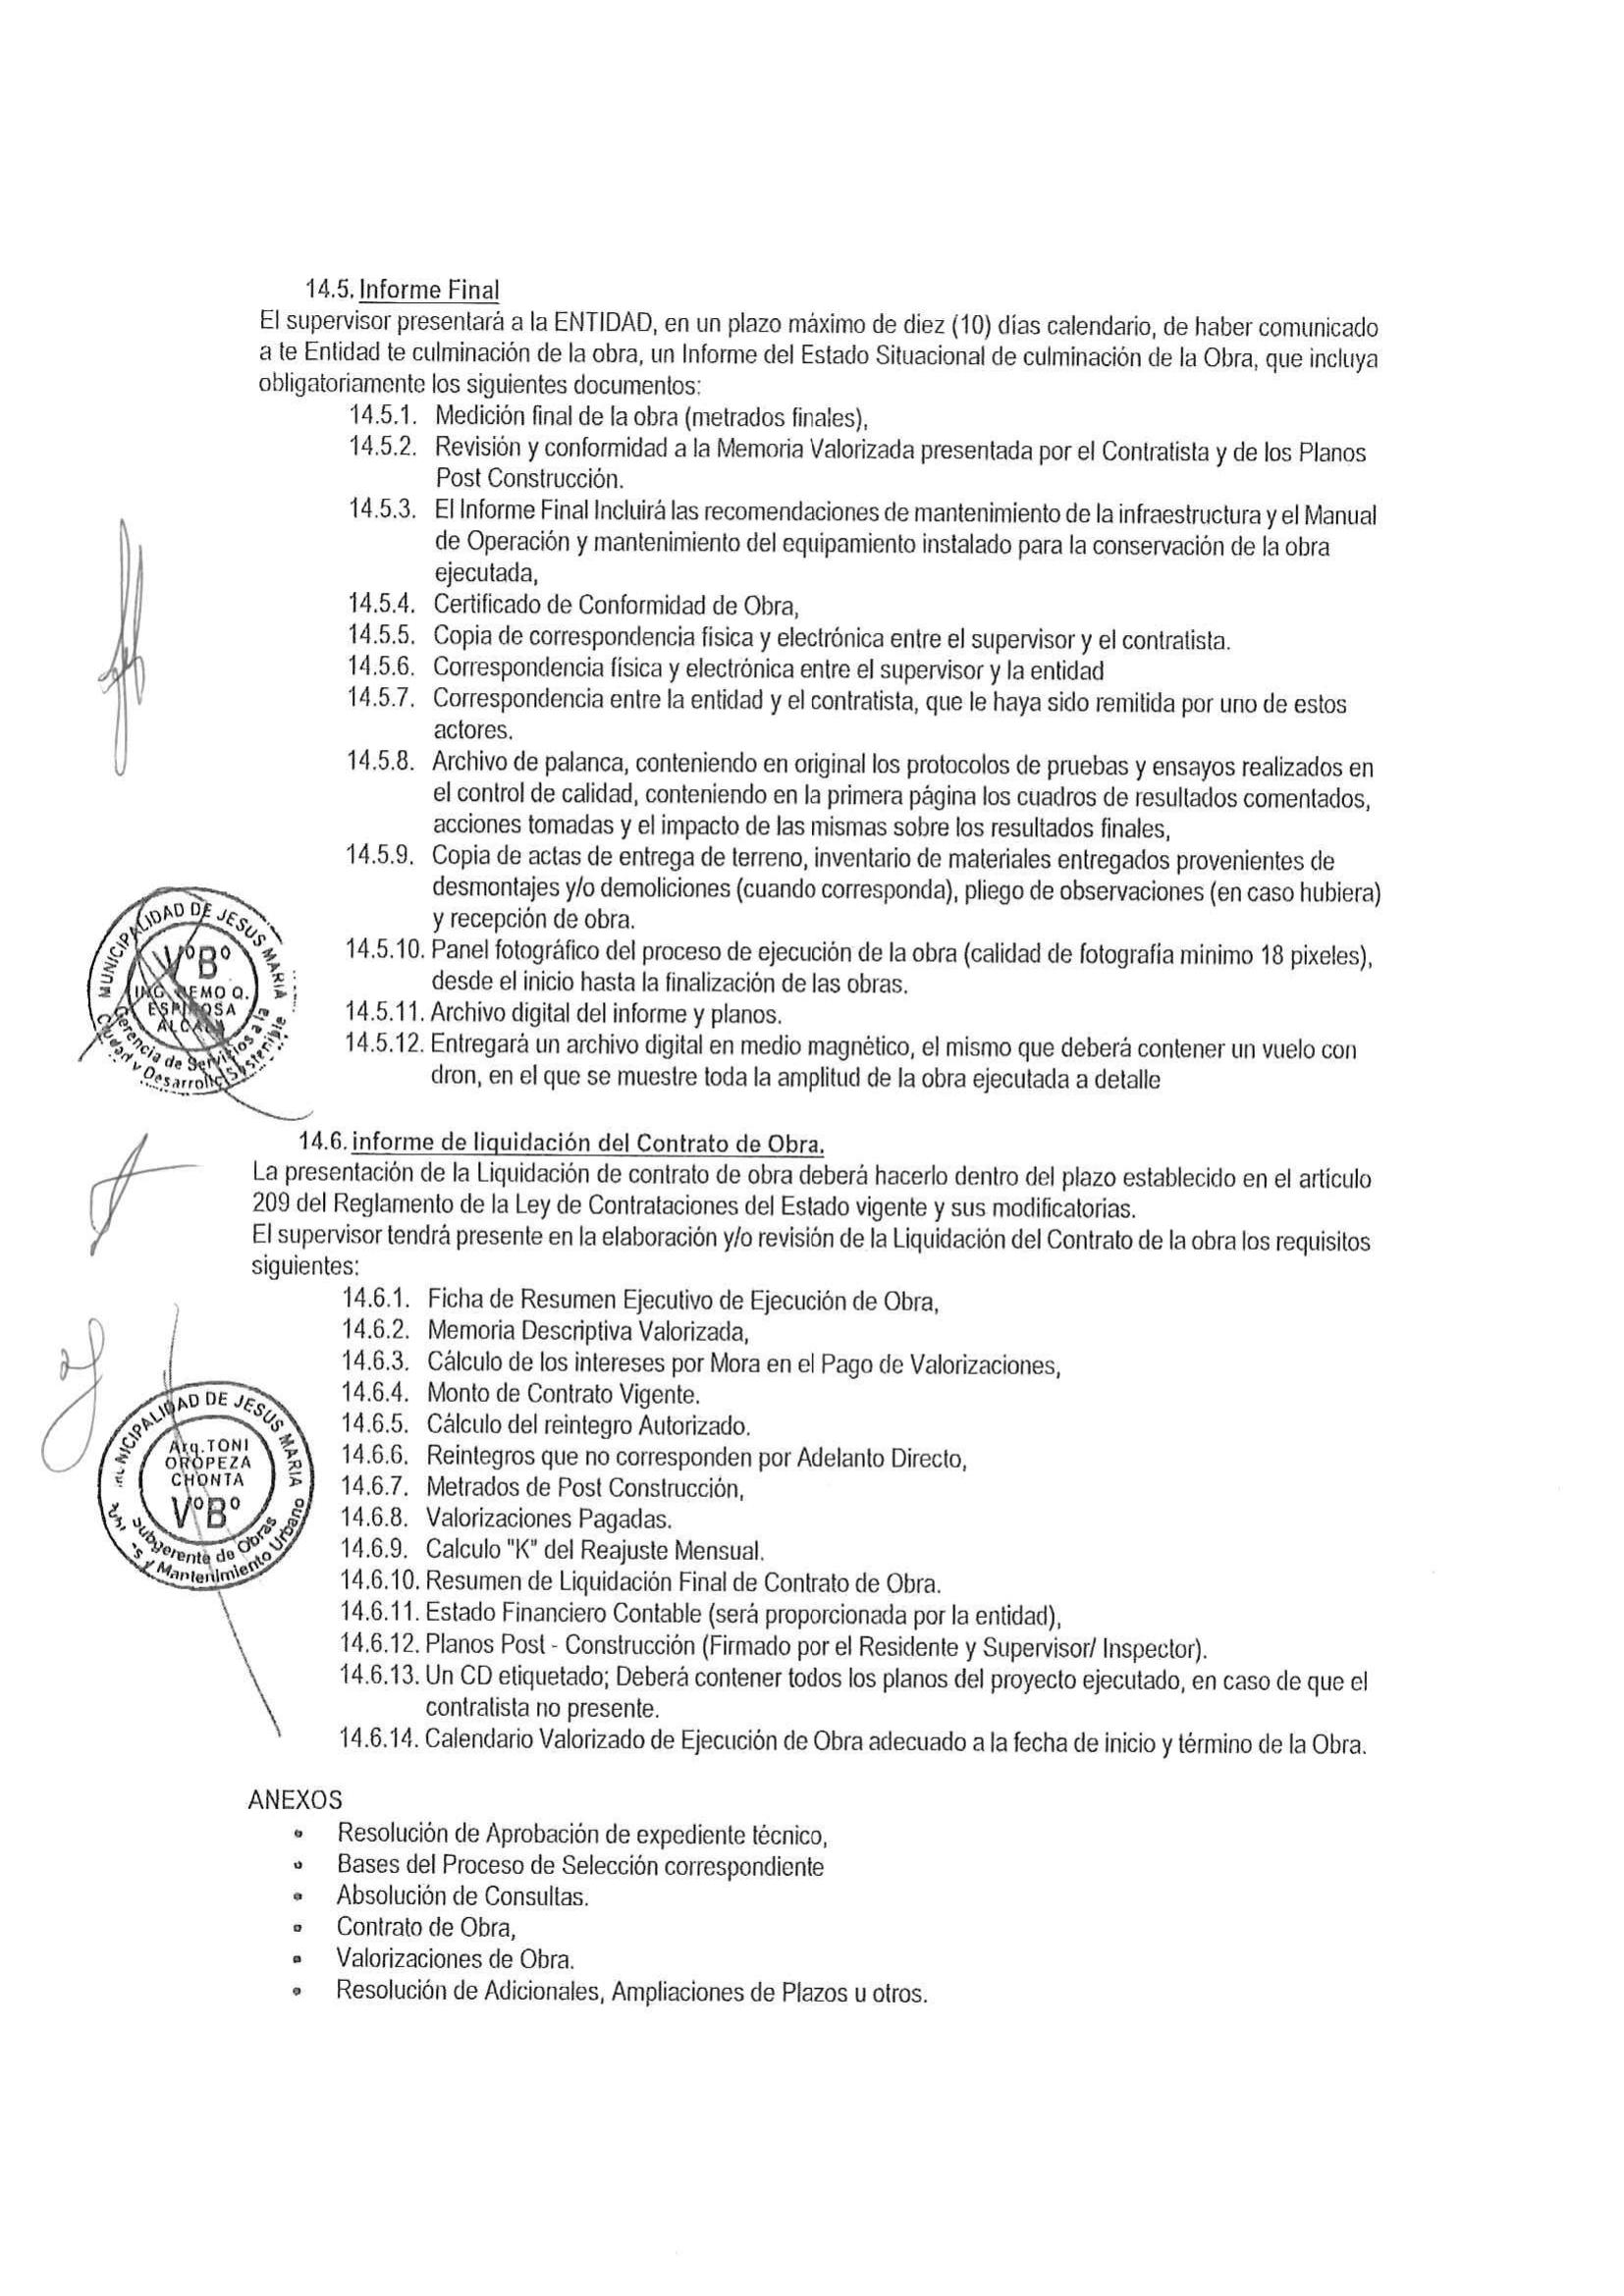 14.5. Informe Final
El supervisor presentará a la ENTIDAD, en un plazo máximo de diez (10) días calendario, de haber comunicado
a te Entidad te culminación de la obra, un Informe del Estado Situacional de culminación de la Obra, que incluya
obligatoriamente los siguientes documentos:
14.5.1. Medición final de la obra (metrados finales),
14.5.2. Revisión y conformidad a la Memoria Valorizada presentada por el Contratista y de los Planos
Post Construcción.
14.5.3. El Informe Final Incluirá las recomendaciones de mantenimiento de la infraestructura y el Manual
de Operación y mantenimiento del equipamiento instalado para la conservación de la obra
ejecutada,
14.5.4. Certificado de Conformidad de Obra,
14.5.5. Copia de correspondencia física y electrónica entre el supervisor y el contratista.
14.5.6. Correspondencia física y electrónica entre el supervisor y la entidad
14.5.7. Correspondencia entre la entidad y el contratista, que le haya sido remitida por uno de estos
actores.
14.5.8. Archivo de palanca, conteniendo en original los protocolos de pruebas y ensayos realizados en
el control de calidad, conteniendo en la primera página los cuadros de resultados comentados,
acciones tomadas y el impacto de las mismas sobre los resultados finales,
14.5.9. Copia de actas de entrega de terreno, inventario de materiales entregados provenientes de
desmontajes y/o demoliciones (cuando corresponda), pliego de observaciones (en caso hubiera)
y recepción de obra.
14.5.10. Panel fotográfico del proceso de ejecución de la obra (calidad de fotografía minimo 18 pixeles),
desde el inicio hasta la finalización de las obras.
14.5.11. Archivo digital del informe y planos.
14.5.12. Entregará un archivo digital en medio magnético, el mismo que deberá contener un vuelo con
dron, en el que se muestre toda la amplitud de la obra ejecutada a detalle
MUNICIPALIDAD DE JESUS MARIA
V°B°
ING. MEMO Q.
ESPINOSA
ALCALA
Gerencia de Servicios a la
Ciudad y Desarrollo Sostenible
14.6. informe de liquidación del Contrato de Obra.
La presentación de la Liquidación de contrato de obra deberá hacerlo dentro del plazo establecido en el artículo
209 del Reglamento de la Ley de Contrataciones del Estado vigente y sus modificatorias.
El supervisor tendrá presente en la elaboración y/o revisión de la Liquidación del Contrato de la obra los requisitos
siguientes:
14.6.1. Ficha de Resumen Ejecutivo de Ejecución de Obra,
14.6.2. Memoria Descriptiva Valorizada,
14.6.3. Cálculo de los intereses por Mora en el Pago de Valorizaciones,
14.6.4. Monto de Contrato Vigente.
14.6.5. Cálculo del reintegro Autorizado.
14.6.6. Reintegros que no corresponden por Adelanto Directo,
14.6.7. Metrados de Post Construcción,
14.6.8. Valorizaciones Pagadas.
14.6.9. Calculo "K" del Reajuste Mensual.
14.6.10. Resumen de Liquidación Final de Contrato de Obra.
14.6.11. Estado Financiero Contable (será proporcionada por la entidad),
14.6.12. Planos Post - Construcción (Firmado por el Residente y Supervisor/ Inspector).
14.6.13. Un CD etiquetado; Deberá contener todos los planos del proyecto ejecutado, en caso de que el
contratista no presente.
14.6.14. Calendario Valorizado de Ejecución de Obra adecuado a la fecha de inicio y término de la Obra.
MUNICIPALIDAD DE JESUS MARIA
Arq. TONI
OROPEZA
CHONTA
V°B°
Subgerente de Obras
y Mantenimiento Urbano
ANEXOS
• Resolución de Aprobación de expediente técnico,
• Bases del Proceso de Selección correspondiente
• Absolución de Consultas.
• Contrato de Obra,
• Valorizaciones de Obra.
• Resolución de Adicionales, Ampliaciones de Plazos u otros.